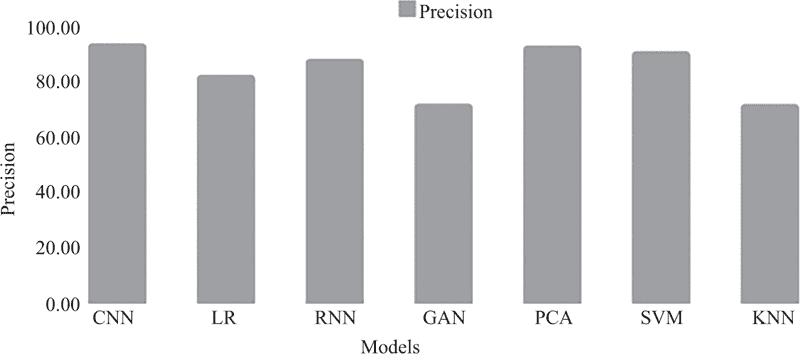 Precision
100.00
80.00
60.00
40.00
20.00
0.00
Precision
CNN LR RNN GAN PCA SVM KNN
Models